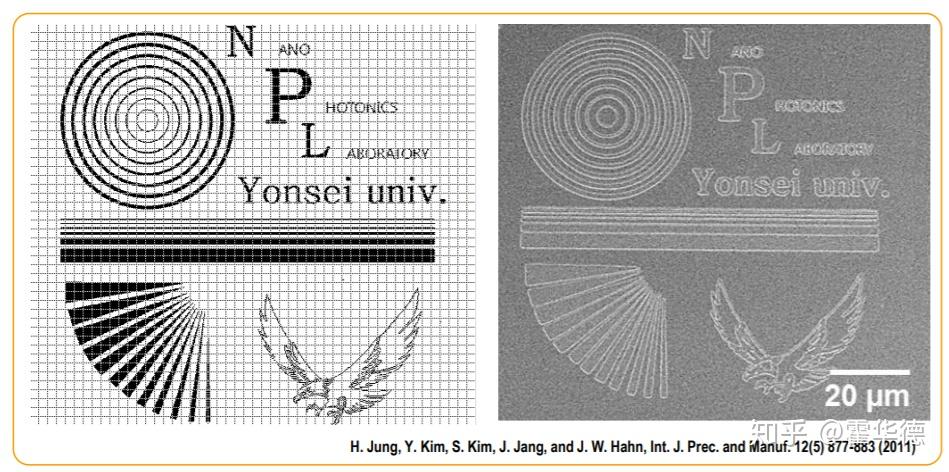 N ANO
P HOTONICS
L ABORATORY
Yonsei univ.
N ANO
P HOTONICS
L ABORATORY
Yonsei univ.
20 μm
H. Jung, Y. Kim, S. Kim, J. Jang, and J. W. Hahn, Int. J. Prec. and Manuf. 12(5) 877-883 (2011)
知乎 @霍华德